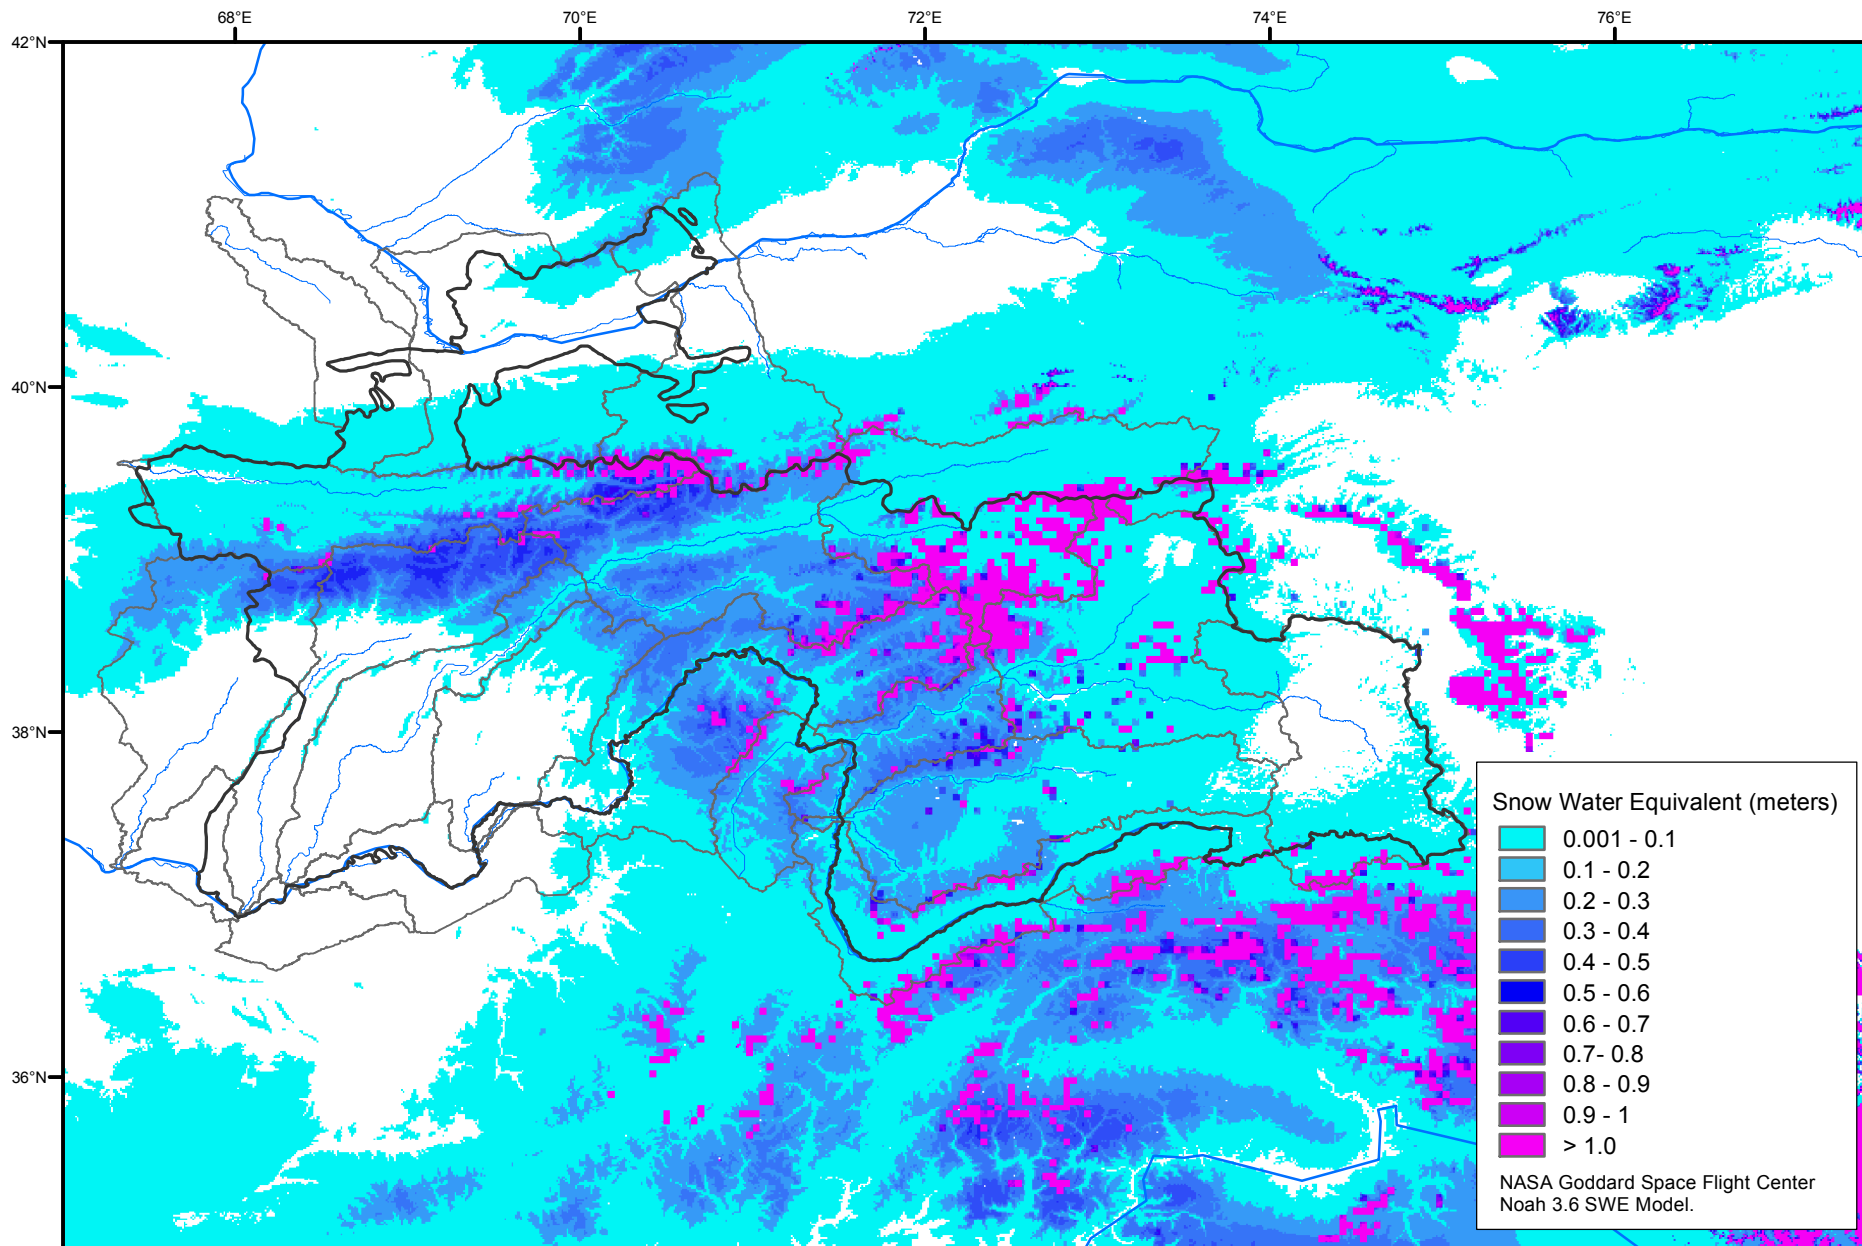 68°E 70°E 72°E 74°E 76°E
42°N
40°N
38°N
36°N
Snow Water Equivalent (meters)
0.001 - 0.1
0.1 - 0.2
0.2 - 0.3
0.3 - 0.4
0.4 - 0.5
0.5 - 0.6
0.6 - 0.7
0.7- 0.8
0.8 - 0.9
0.9 - 1
> 1.0
NASA Goddard Space Flight Center
Noah 3.6 SWE Model.